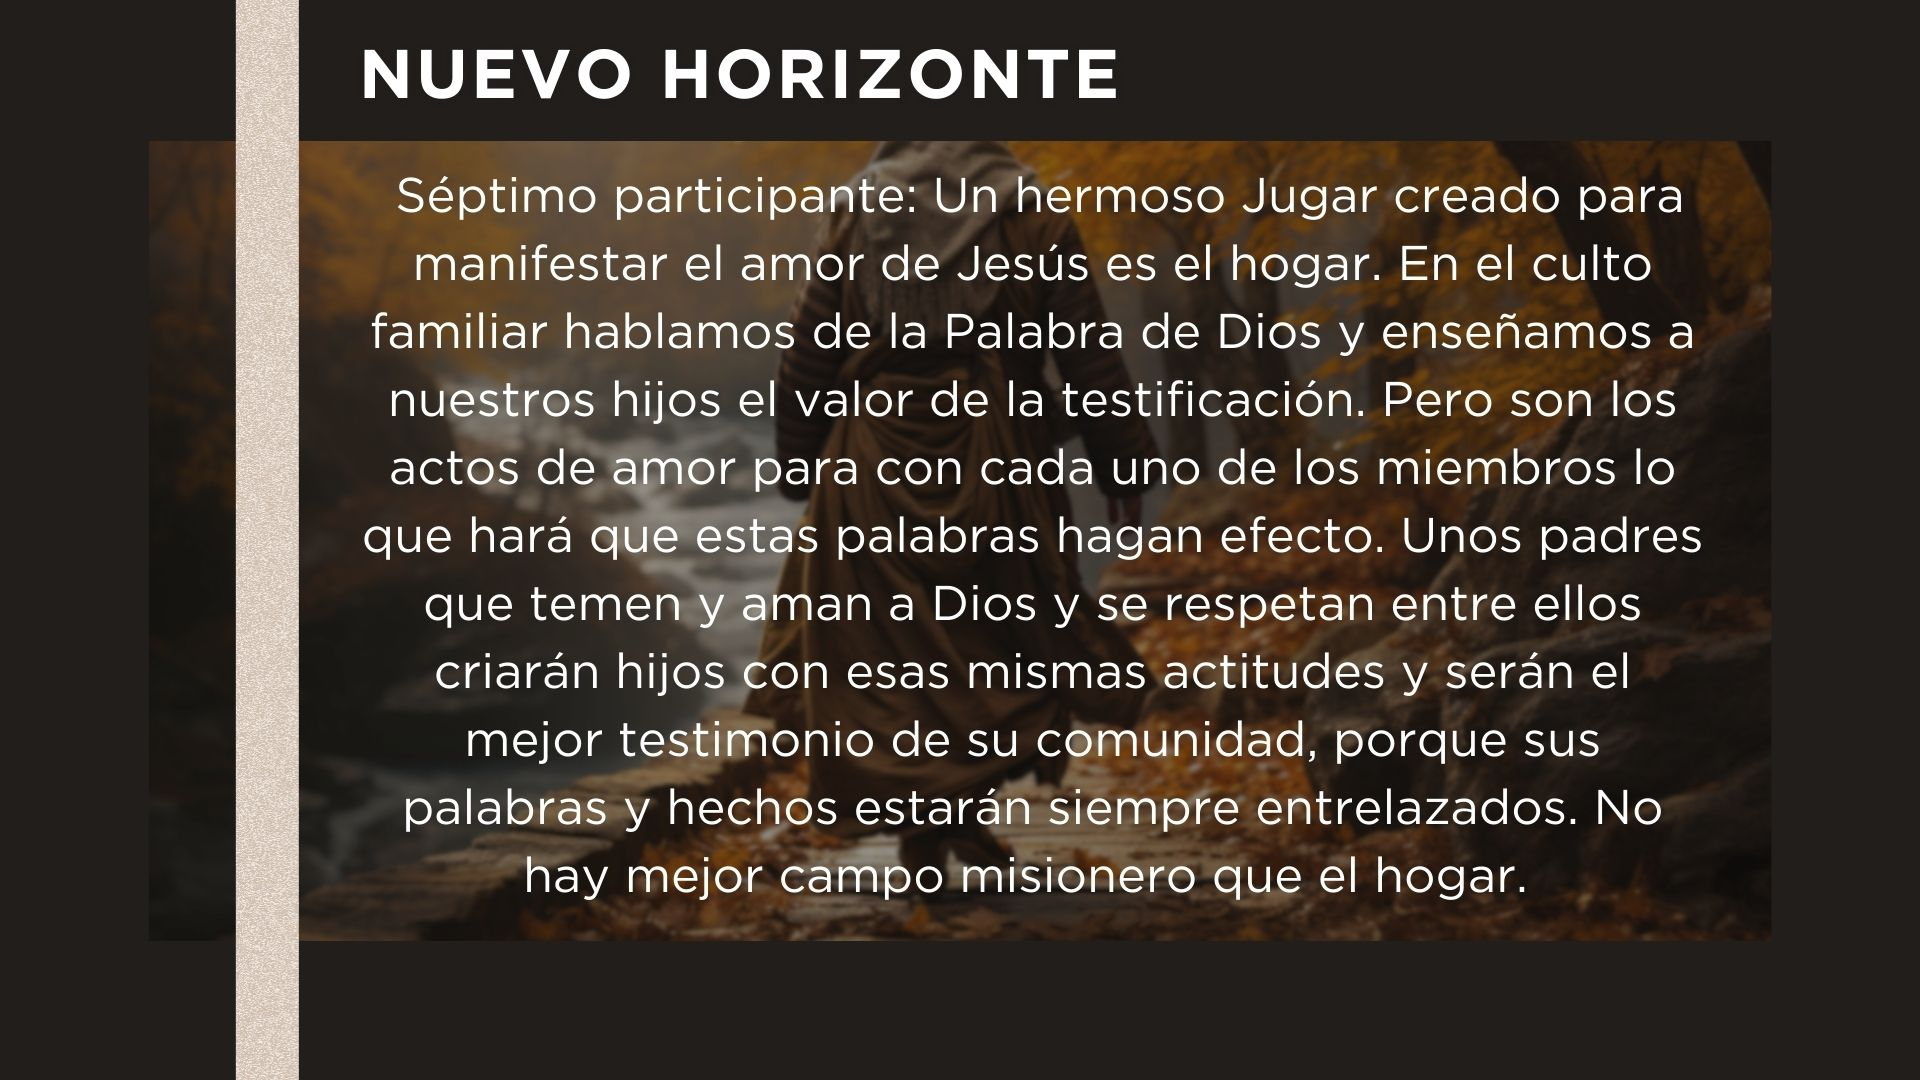 NUEVO HORIZONTE
Séptimo participante: Un hermoso Jugar creado para
manifestar el amor de Jesús es el hogar. En el culto
familiar hablamos de la Palabra de Dios y enseñamos a
nuestros hijos el valor de la testificación. Pero son los
actos de amor para con cada uno de los miembros lo
que hará que estas palabras hagan efecto. Unos padres
que temen y aman a Dios y se respetan entre ellos
criarán hijos con esas mismas actitudes y serán el
mejor testimonio de su comunidad, porque sus
palabras y hechos estarán siempre entrelazados. No
hay mejor campo misionero que el hogar.